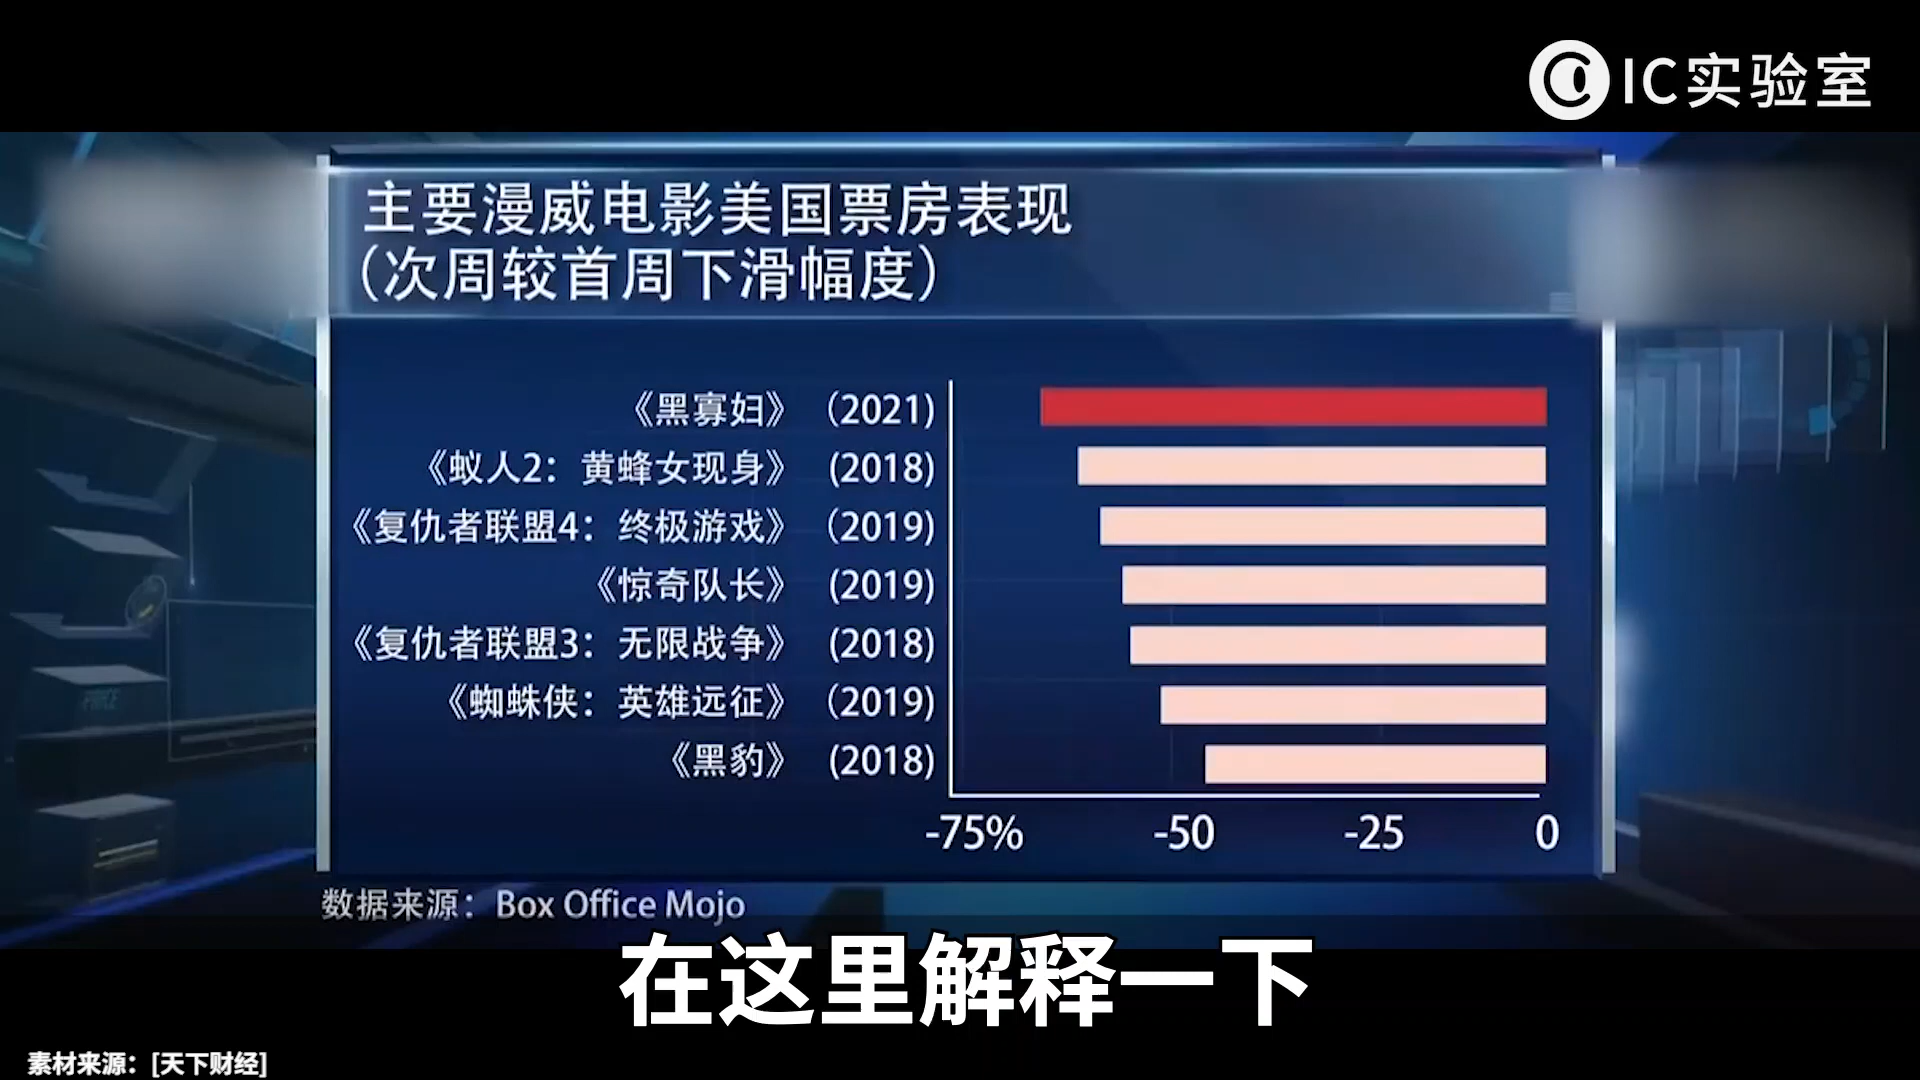 IC实验室
主要漫威电影美国票房表现
(次周较首周下滑幅度)
《黑寡妇》 (2021)
《蚁人2：黄蜂女现身》 (2018)
《复仇者联盟4：终极游戏》 (2019)
《惊奇队长》 (2019)
《复仇者联盟3：无限战争》 (2018)
《蜘蛛侠：英雄远征》 (2019)
《黑豹》 (2018)
-75% -50 -25 0
数据来源：Box Office Mojo
在这里解释一下
素材来源：[天下财经]